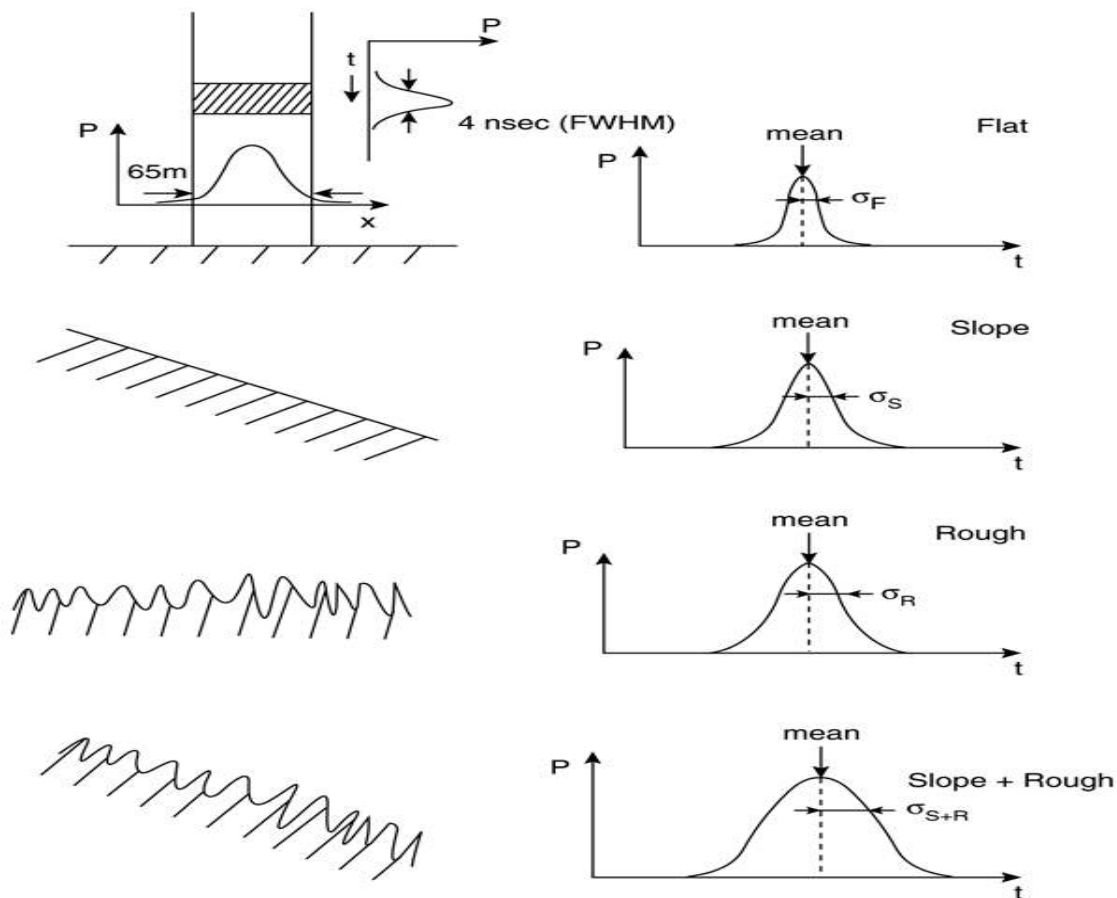 P
t
4 nsec (FWHM)
P
65m
x
mean
Flat
P
σF
t
mean
Slope
P
σS
t
mean
Rough
P
σR
t
mean
P
Slope + Rough
σS+R
t